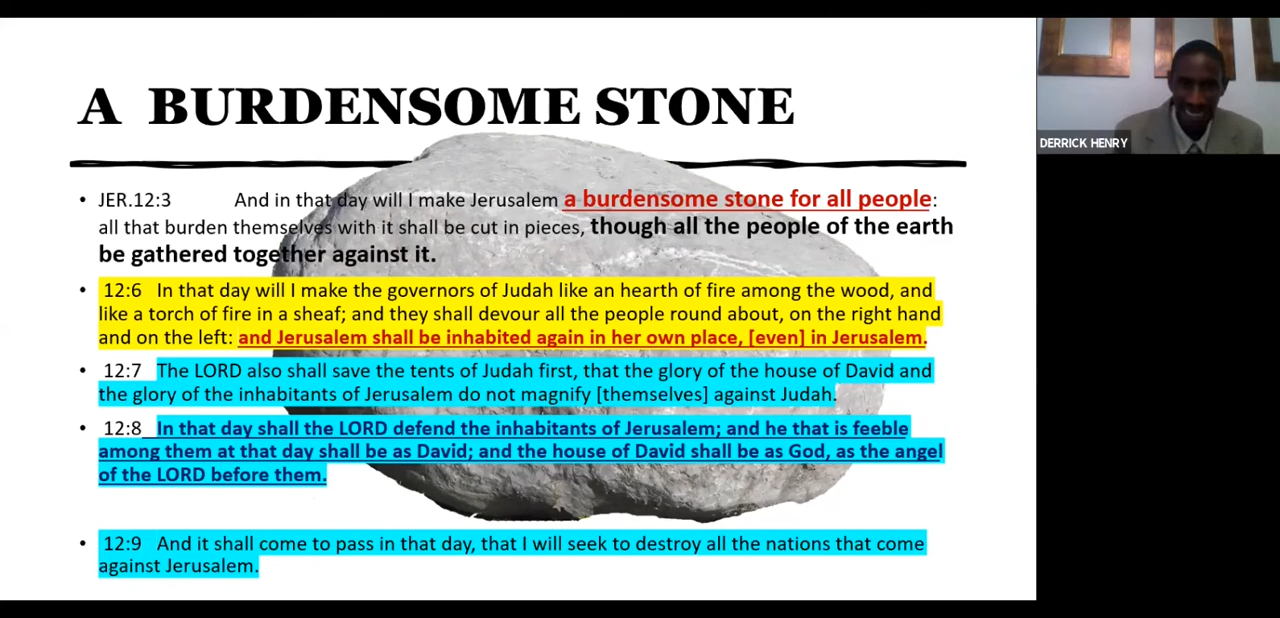 A BURDENSOME STONE
DERRICK HENRY
• JER.12:3 And in that day will I make Jerusalem a burdensome stone for all people:
all that burden themselves with it shall be cut in pieces, though all the people of the earth
be gathered together against it.
• 12:6 In that day will I make the governors of Judah like an hearth of fire among the wood, and
like a torch of fire in a sheaf; and they shall devour all the people round about, on the right hand
and on the left: and Jerusalem shall be inhabited again in her own place, [even] in Jerusalem.
• 12:7 The LORD also shall save the tents of Judah first, that the glory of the house of David and
the glory of the inhabitants of Jerusalem do not magnify [themselves] against Judah.
• 12:8 In that day shall the LORD defend the inhabitants of Jerusalem; and he that is feeble
among them at that day shall be as David; and the house of David shall be as God, as the angel
of the LORD before them.
• 12:9 And it shall come to pass in that day, that I will seek to destroy all the nations that come
against Jerusalem.